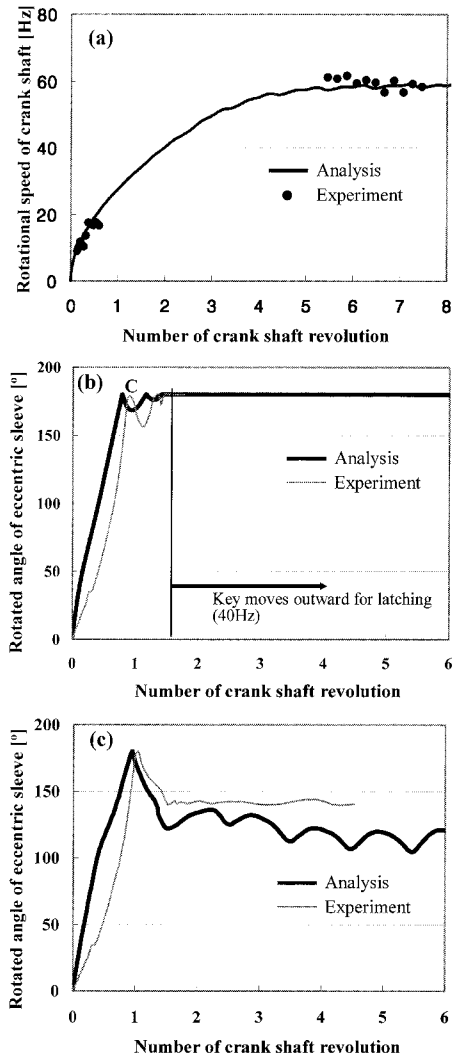 (a)
Rotational speed of crank shaft [Hz]
80
60
40
20
0
Analysis
Experiment
0 1 2 3 4 5 6 7 8
Number of crank shaft revolution
(b)
C
Rotated angle of eccentric sleeve [°]
200
150
100
50
0
Analysis
Experiment
Key moves outward for latching
(40Hz)
0 1 2 3 4 5 6
Number of crank shaft revolution
(c)
Rotated angle of eccentric sleeve [°]
200
150
100
50
0
Analysis
Experiment
0 1 2 3 4 5 6
Number of crank shaft revolution